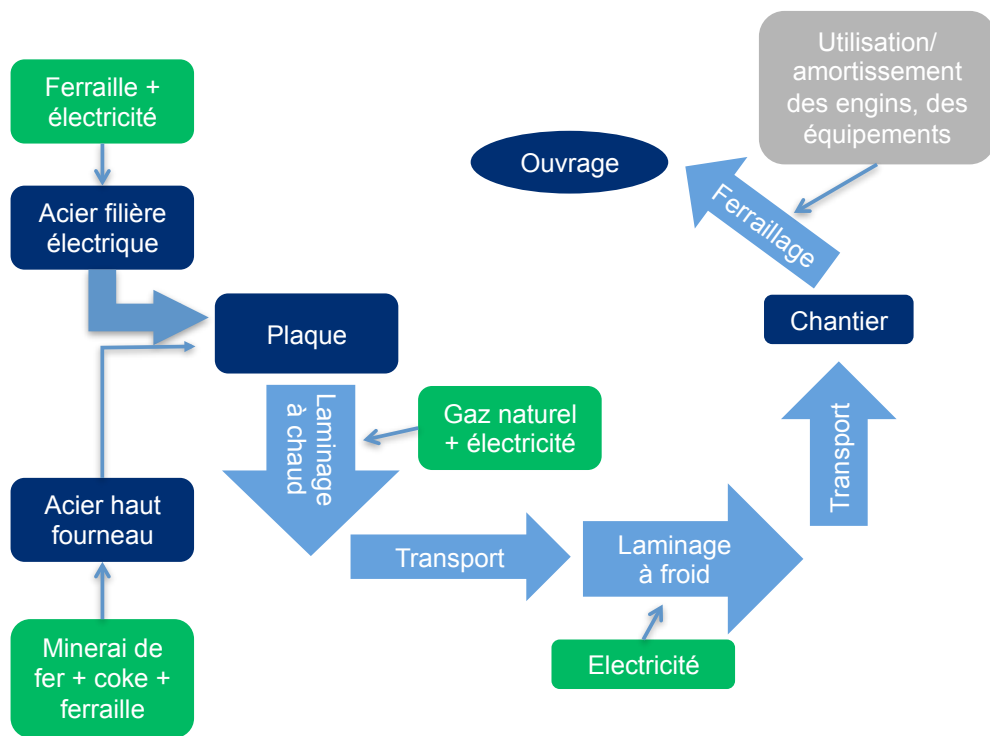 Ferraille +
électricité
Acier filière
électrique
Plaque
Laminage
à chaud
Gaz naturel
+ électricité
Acier haut
fourneau
Minerai de
fer + coke +
ferraille
Transport
Laminage
à froid
Electricité
Transport
Chantier
Ferraillage
Utilisation/
amortissement
des engins, des
équipements
Ouvrage